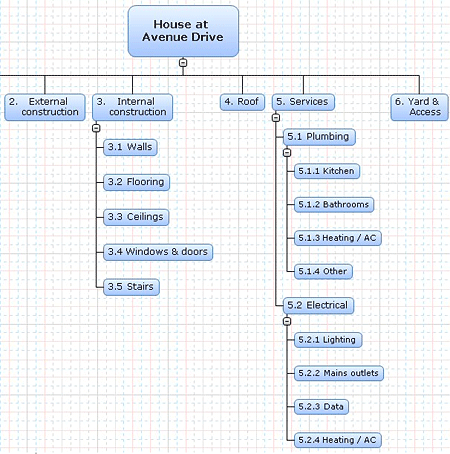 House at
Avenue Drive
2. External
construction
3. Internal
construction
4. Roof
5. Services
6. Yard &
Access
3.1 Walls
3.2 Flooring
3.3 Ceilings
3.4 Windows & doors
3.5 Stairs
5.1 Plumbing
5.1.1 Kitchen
5.1.2 Bathrooms
5.1.3 Heating / AC
5.1.4 Other
5.2 Electrical
5.2.1 Lighting
5.2.2 Mains outlets
5.2.3 Data
5.2.4 Heating / AC